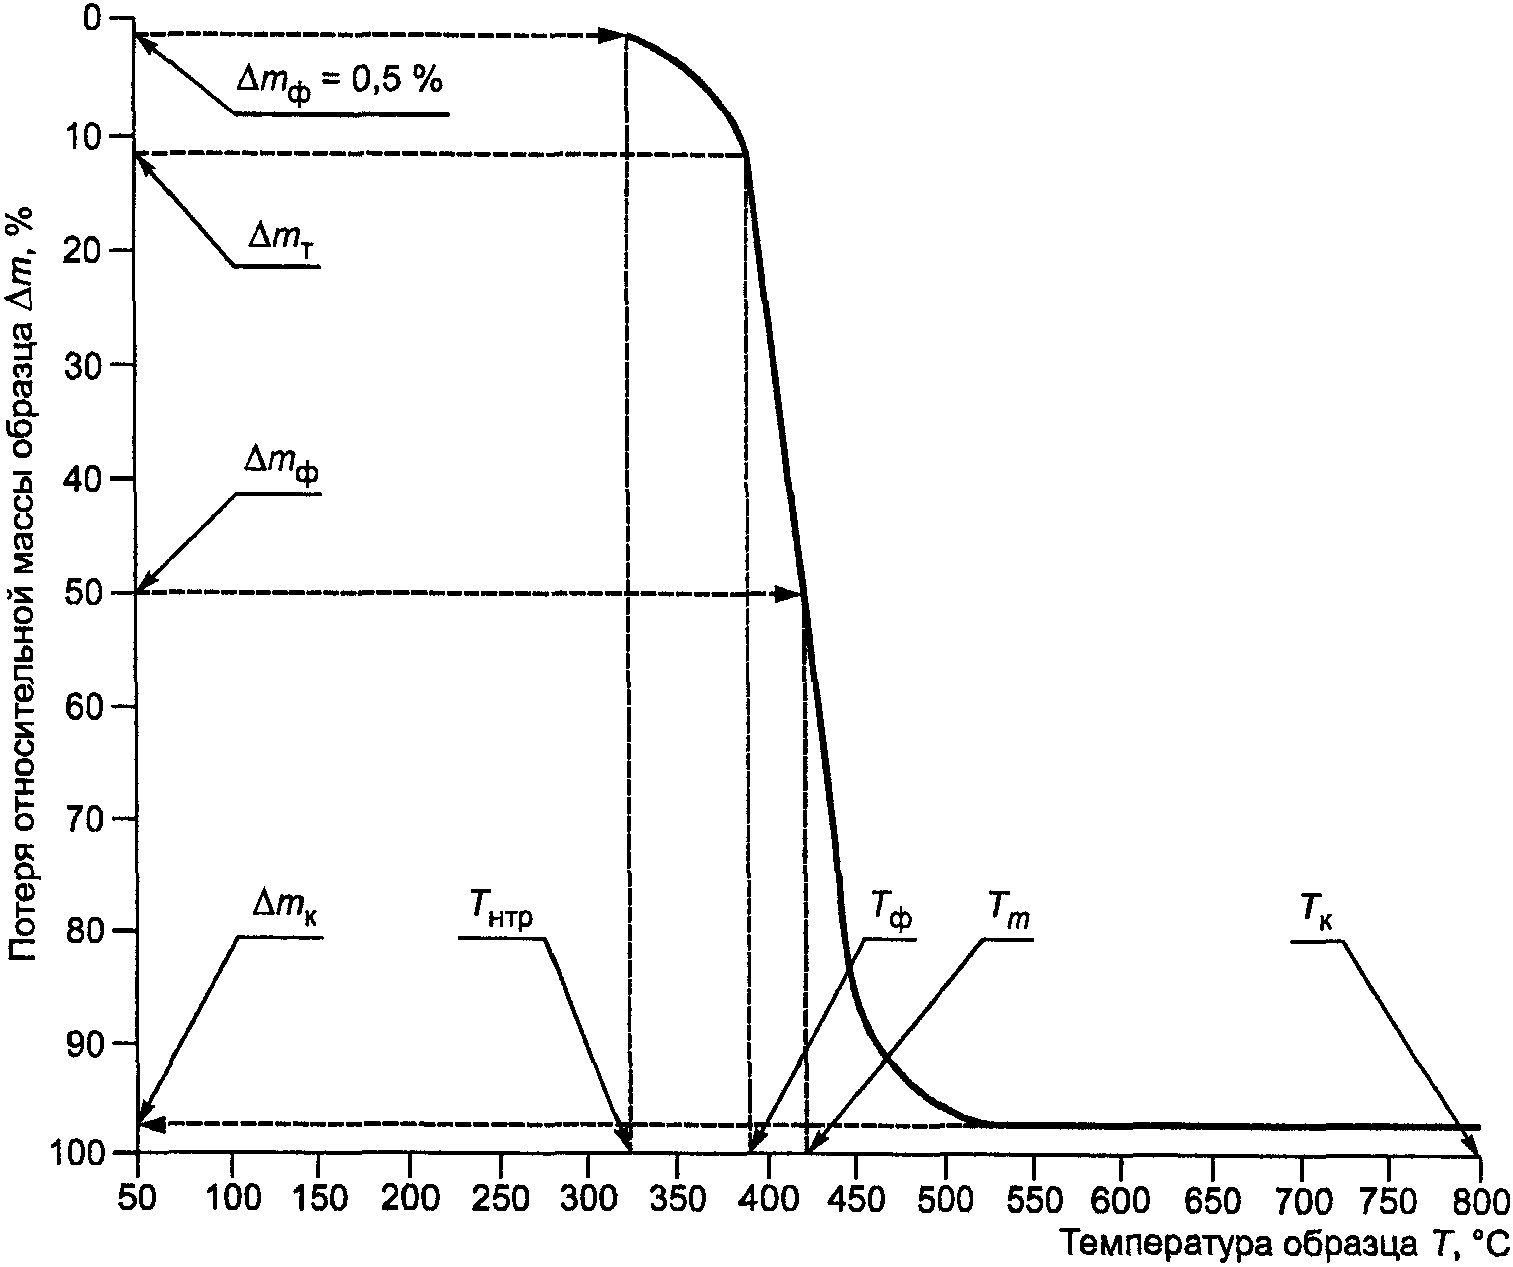 Потеря относительной массы образца Δm, %
0
10
20
30
40
50
60
70
80
90
100
Δmф = 0,5 %
Δmт
Δmф
Δmк
Tнтр
Tф
Tm
Tк
50 100 150 200 250 300 350 400 450 500 550 600 650 700 750 800
Температура образца T, °C